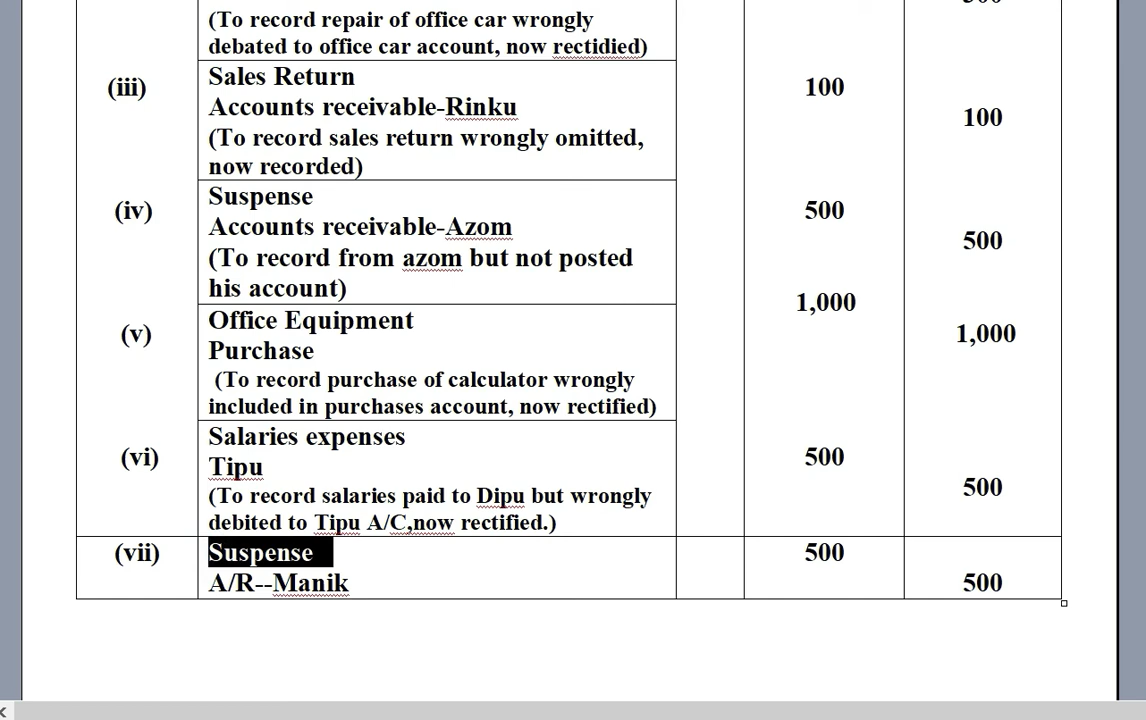 500
(To record repair of office car wrongly
debated to office car account, now rectidied)
(iii)
Sales Return
100
Accounts receivable-Rinku
100
(To record sales return wrongly omitted,
now recorded)
(iv)
Suspense
500
Accounts receivable-Azom
500
(To record from azom but not posted
his account)
1,000
(v)
Office Equipment
1,000
Purchase
(To record purchase of calculator wrongly
included in purchases account, now rectified)
(vi)
Salaries expenses
500
Tipu
500
(To record salaries paid to Dipu but wrongly
debited to Tipu A/C,now rectified.)
(vii)
Suspense
500
A/R--Manik
500